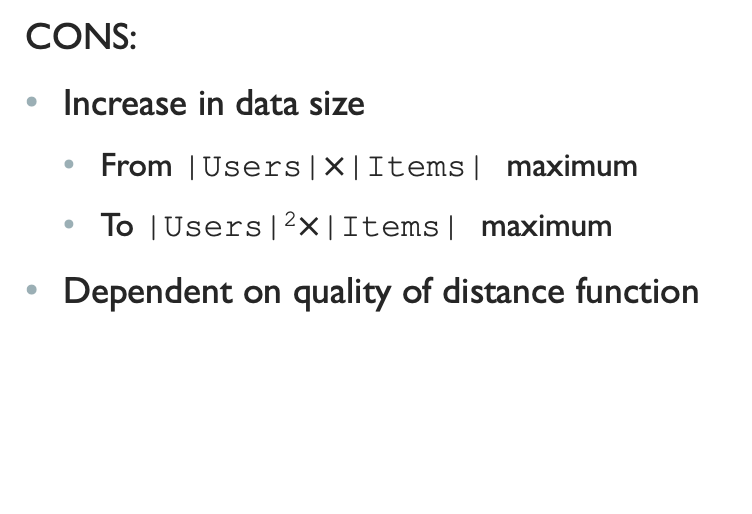 CONS:
• Increase in data size
• From |Users|×|Items| maximum
• To |Users|²×|Items| maximum
• Dependent on quality of distance function